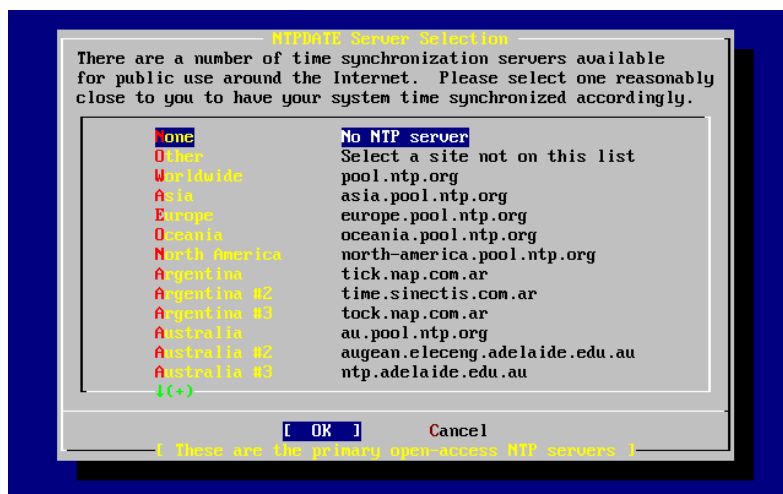 NTPDATE Server Selection
There are a number of time synchronization servers available
for public use around the Internet.  Please select one reasonably
close to you to have your system time synchronized accordingly.
None No NTP server
Other Select a site not on this list
Worldwide pool.ntp.org
Asia asia.pool.ntp.org
Europe europe.pool.ntp.org
Oceania oceania.pool.ntp.org
North America north-america.pool.ntp.org
Argentina tick.nap.com.ar
Argentina #2 time.sinectis.com.ar
Argentina #3 tock.nap.com.ar
Australia au.pool.ntp.org
Australia #2 augean.eleceng.adelaide.edu.au
Australia #3 ntp.adelaide.edu.au
↓(+)
[ OK ] Cancel
[ These are the primary open-access NTP servers ]